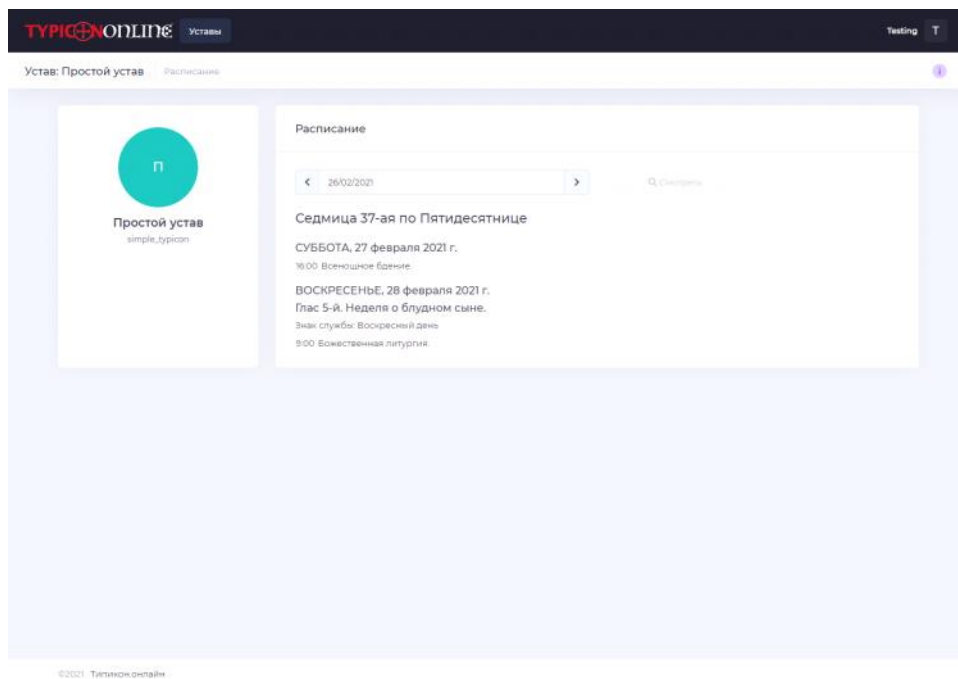 TYPICONONLINE Уставы
Testing T
Устав: Простой устав Расписание
i
П
Простой устав
simple_typicon
Расписание
26/02/2021
Смотреть
Седмица 37-ая по Пятидесятнице
СУББОТА, 27 февраля 2021 г.
16:00 Всенощное бдение
ВОСКРЕСЕНЬЕ, 28 февраля 2021 г.
Глас 5-й. Неделя о блудном сыне.
Знак службы: Воскресный день
9:00 Божественная литургия
©2021 Типикон.онлайн